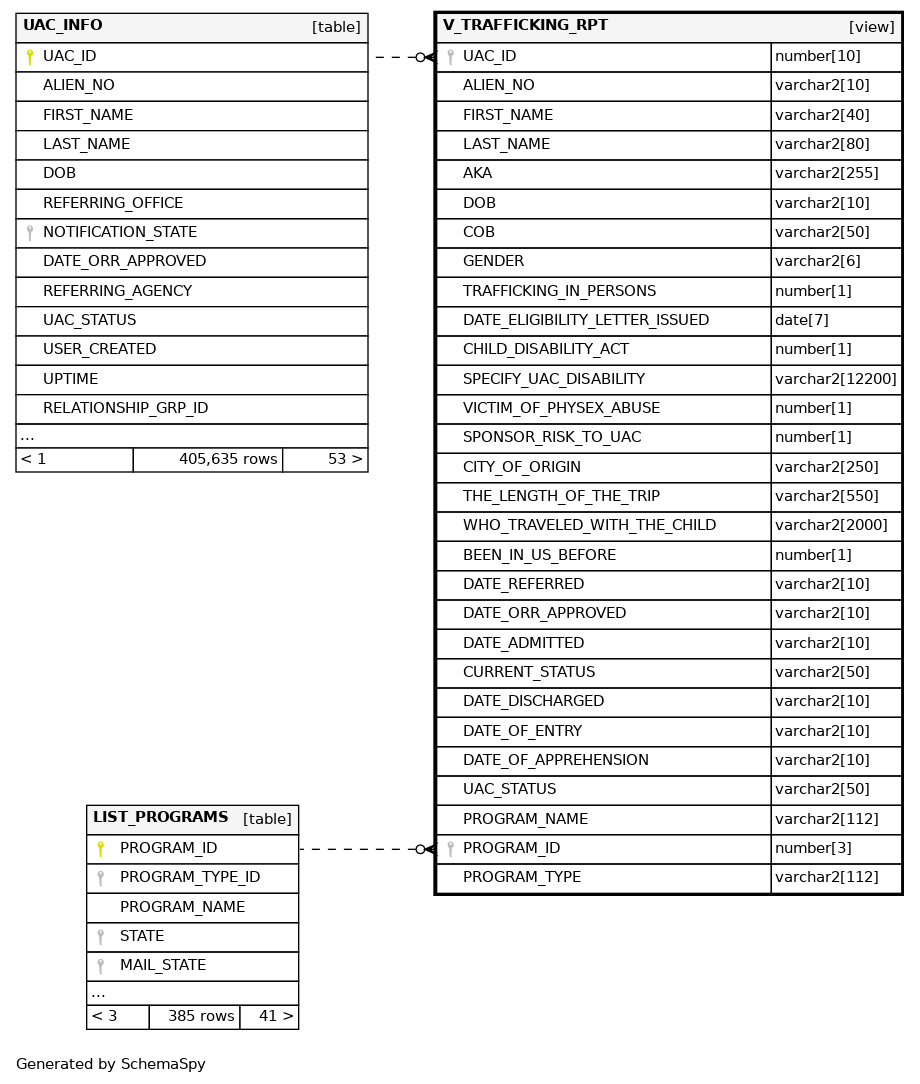 UAC_INFO [table]
UAC_ID
ALIEN_NO
FIRST_NAME
LAST_NAME
DOB
REFERRING_OFFICE
NOTIFICATION_STATE
DATE_ORR_APPROVED
REFERRING_AGENCY
UAC_STATUS
USER_CREATED
UPTIME
RELATIONSHIP_GRP_ID
...
< 1 405,635 rows 53 >
V_TRAFFICKING_RPT [view]
UAC_ID number[10]
ALIEN_NO varchar2[10]
FIRST_NAME varchar2[40]
LAST_NAME varchar2[80]
AKA varchar2[255]
DOB varchar2[10]
COB varchar2[50]
GENDER varchar2[6]
TRAFFICKING_IN_PERSONS number[1]
DATE_ELIGIBILITY_LETTER_ISSUED date[7]
CHILD_DISABILITY_ACT number[1]
SPECIFY_UAC_DISABILITY varchar2[12200]
VICTIM_OF_PHYSEX_ABUSE number[1]
SPONSOR_RISK_TO_UAC number[1]
CITY_OF_ORIGIN varchar2[250]
THE_LENGTH_OF_THE_TRIP varchar2[550]
WHO_TRAVELED_WITH_THE_CHILD varchar2[2000]
BEEN_IN_US_BEFORE number[1]
DATE_REFERRED varchar2[10]
DATE_ORR_APPROVED varchar2[10]
DATE_ADMITTED varchar2[10]
CURRENT_STATUS varchar2[50]
DATE_DISCHARGED varchar2[10]
DATE_OF_ENTRY varchar2[10]
DATE_OF_APPREHENSION varchar2[10]
UAC_STATUS varchar2[50]
PROGRAM_NAME varchar2[112]
PROGRAM_ID number[3]
PROGRAM_TYPE varchar2[112]
LIST_PROGRAMS [table]
PROGRAM_ID
PROGRAM_TYPE_ID
PROGRAM_NAME
STATE
MAIL_STATE
...
< 3 385 rows 41 >
Generated by SchemaSpy